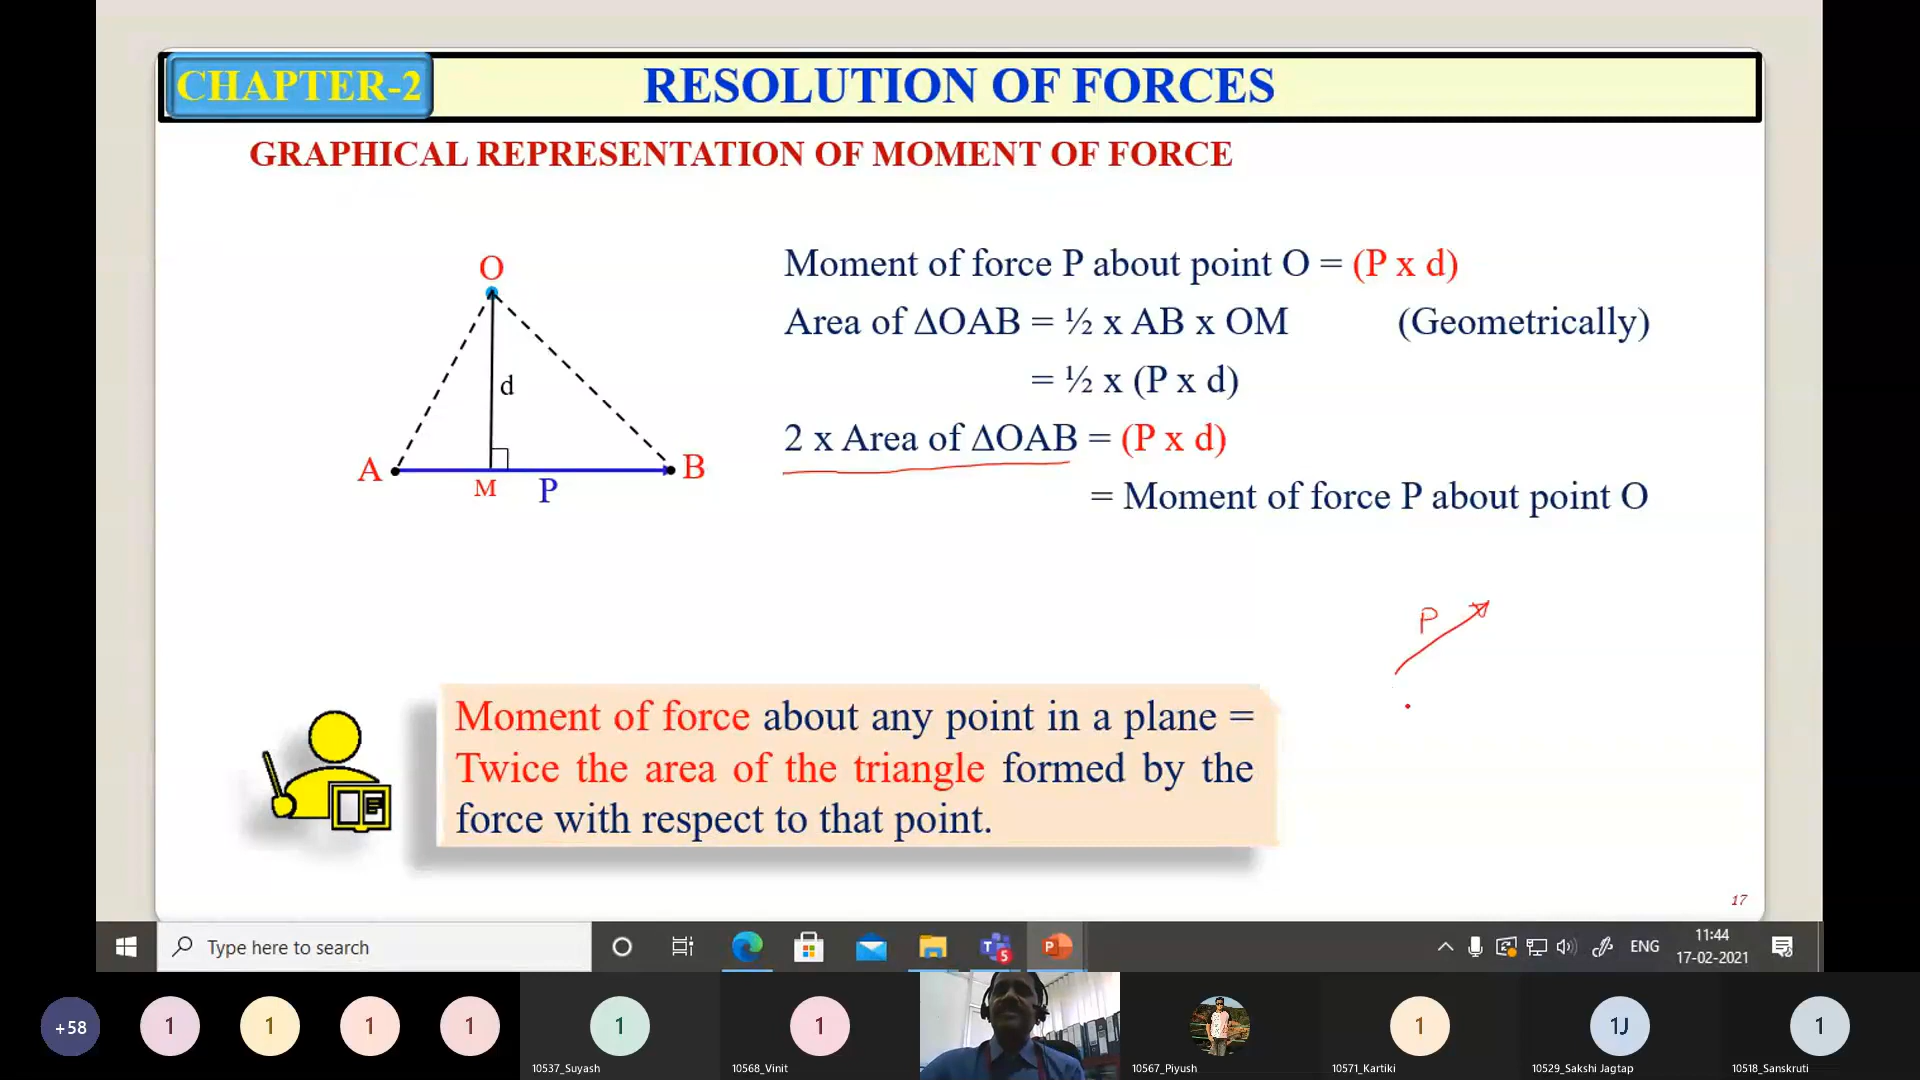 CHAPTER-2
RESOLUTION OF FORCES
GRAPHICAL REPRESENTATION OF MOMENT OF FORCE
O
d
A
M
P
B
Moment of force P about point O = (P x d)
Area of ΔOAB = ½ x AB x OM (Geometrically)
= ½ x (P x d)
2 x Area of ΔOAB = (P x d)
= Moment of force P about point O
P
Moment of force about any point in a plane =
Twice the area of the triangle formed by the
force with respect to that point.
17
Type here to search
5
P
ENG
11:44
17-02-2021
+58
1
1
1
1
1
1
1
1J
1
10537_Suyash
10568_Vinit
10567_Piyush
10571_Kartiki
10529_Sakshi Jagtap
10518_Sanskruti